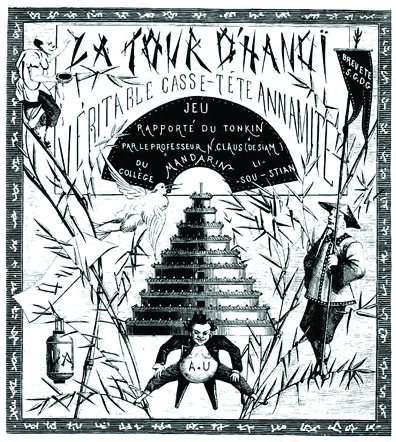 LA TOUR D'HANOÏ
VÉRITABLE CASSE-TÊTE ANNAMITE
BREVETÉ
S.G.D.G.
JEU
RAPPORTÉ DU TONKIN
PAR LE PROFESSEUR N. CLAUS (DE SIAM)
MANDARIN
DU COLLÈGE
LI-SOU-STIAN
A.U